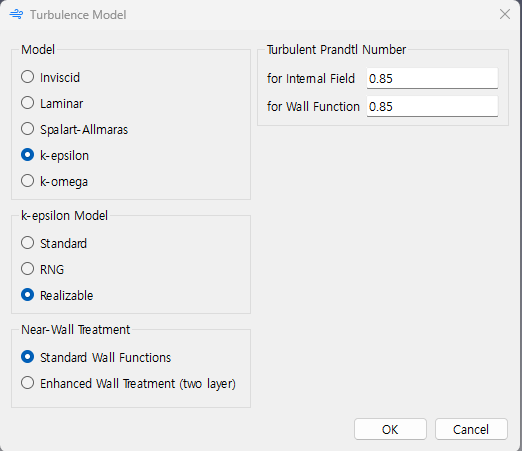 Turbulence Model
Model
Inviscid
Laminar
Spalart-Allmaras
k-epsilon
k-omega
k-epsilon Model
Standard
RNG
Realizable
Near-Wall Treatment
Standard Wall Functions
Enhanced Wall Treatment (two layer)
Turbulent Prandtl Number
for Internal Field 0.85
for Wall Function 0.85
OK Cancel